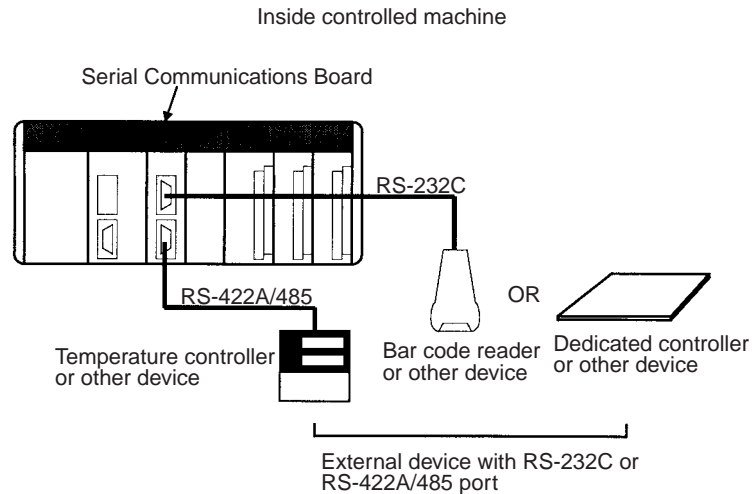 Inside controlled machine
Serial Communications Board
RS-232C
RS-422A/485
OR
Temperature controller
or other device
Bar code reader
or other device
Dedicated controller
or other device
External device with RS-232C or
RS-422A/485 port